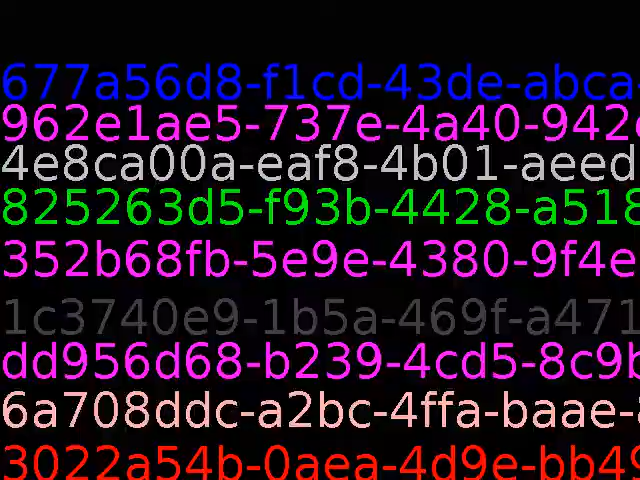 677a56d8-f1cd-43de-abca-
962e1ae5-737e-4a40-942
4e8ca00a-eaf8-4b01-aeed
825263d5-f93b-4428-a518
352b68fb-5e9e-4380-9f4e
1c3740e9-1b5a-469f-a471
dd956d68-b239-4cd5-8c9b
6a708ddc-a2bc-4ffa-baae-
3022a54b-0aea-4d9e-bb49